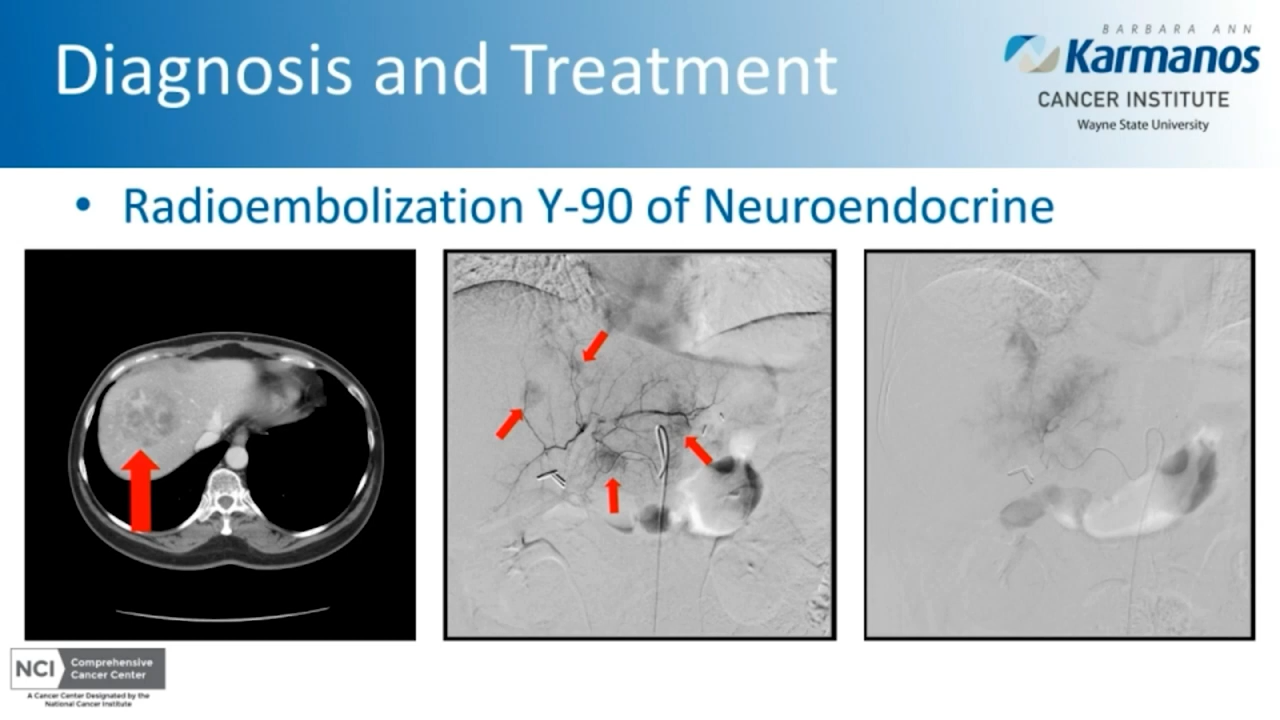 Diagnosis and Treatment
BARBARA ANN
Karmanos
CANCER INSTITUTE
Wayne State University
• Radioembolization Y-90 of Neuroendocrine
NCI
Comprehensive
Cancer Center
A Cancer Center Designated by the
National Cancer Institute